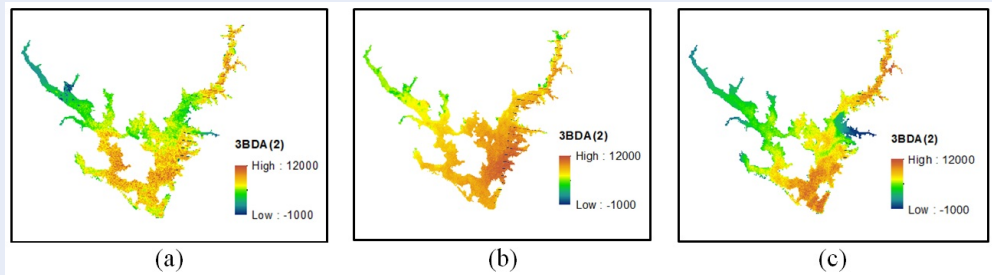 3BDA(2)
High : 12000
Low : -1000
(a)
3BDA(2)
High : 12000
Low : -1000
(b)
3BDA(2)
High : 12000
Low : -1000
(c)